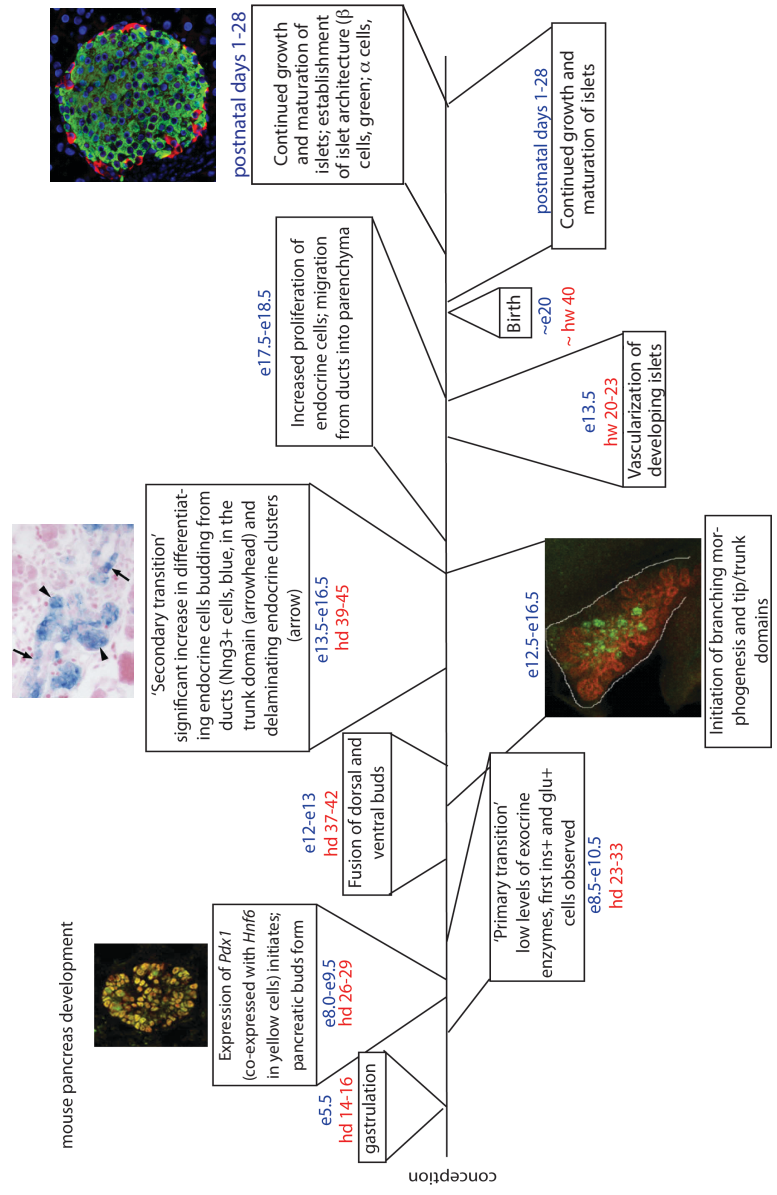 mouse pancreas development
conception
e5.5
hd 14-16
gastrulation
Expression of Pdx1
(co-expressed with Hnf6
in yellow cells) initiates;
pancreatic buds form
e8.0-e9.5
hd 26-29
e12-e13
hd 37-42
Fusion of dorsal and
ventral buds
'Secondary transition'
significant increase in differentiat-
ing endocrine cells budding from
ducts (Nng3+ cells, blue, in the
trunk domain (arrowhead) and
delaminating endocrine clusters
(arrow)
e13.5-e16.5
hd 39-45
e17.5-e18.5
Increased proliferation of
endocrine cells; migration
from ducts into parenchyma
postnatal days 1-28
Continued growth
and maturation of
islets; establishment
of islet architecture (β
cells, green; α cells,
'Primary transition'
low levels of exocrine
enzymes, first ins+ and glu+
cells observed
e8.5-e10.5
hd 23-33
e12.5-e16.5
Initiation of branching mor-
phogenesis and tip/trunk
domains
e13.5
hw 20-23
Vascularization of
developing islets
Birth
~e20
~ hw 40
postnatal days 1-28
Continued growth and
maturation of islets